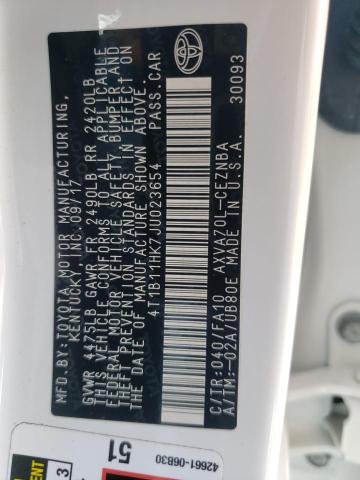 MFD.BY:TOYOTA MOTOR MANUFACTURING,
KENTUCKY, INC. 09/17
GVWR 4475LB GAWR FR 2490LB RR 2420LB
THIS VEHICLE CONFORMS TO ALL APPLICABLE
FEDERAL MOTOR VEHICLE SAFETY, BUMPER, AND
THEFT PREVENTION STANDARDS IN EFFECT ON
THE DATE OF MANUFACTURE SHOWN ABOVE.
4T1B11HK7JU023654 PASS.CAR
C/TR:040/FA10 AXVA70L-CEZNBA
A/TM:-02A/UB80E MADE IN U.S.A.
30093
42661-06B30
51
ENT
3